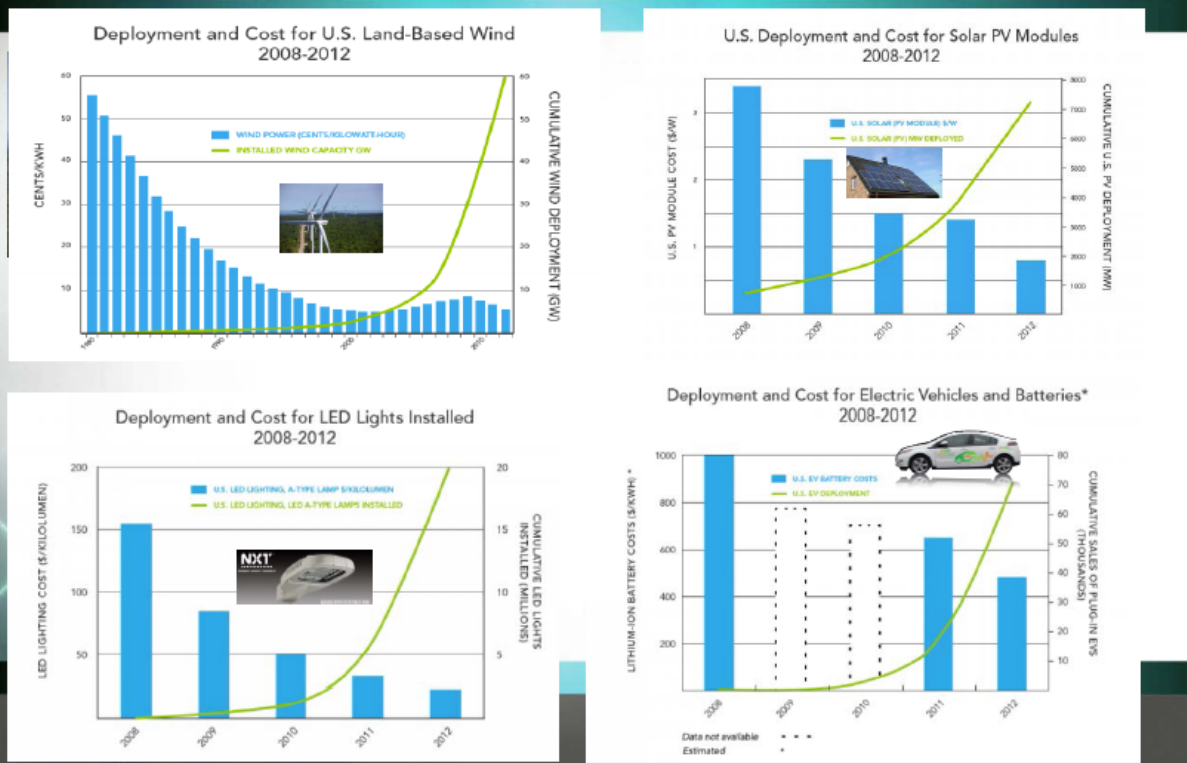 Deployment and Cost for U.S. Land-Based Wind
2008-2012
CENTS/KWH
60
50
40
30
20
10
WIND POWER (CENTS/KILOWATT-HOUR)
INSTALLED WIND CAPACITY GW
60
50
40
30
20
10
CUMULATIVE WIND DEPLOYMENT (GW)
1980
1990
2000
2010
U.S. Deployment and Cost for Solar PV Modules
2008-2012
U.S. PV MODULE COST ($/W)
3
2
1
U.S. SOLAR (PV MODULE) $/W
U.S. SOLAR (PV) MW DEPLOYED
8000
7000
6000
5000
4000
3000
2000
1000
CUMULATIVE U.S. PV DEPLOYMENT (MW)
2008
2009
2010
2011
2012
Deployment and Cost for LED Lights Installed
2008-2012
LED LIGHTING COST ($/KILOLUMEN)
200
150
100
50
U.S. LED LIGHTING, A-TYPE LAMP $/KILOLUMEN
U.S. LED LIGHTING, LED A-TYPE LAMPS INSTALLED
NXT
20
15
10
5
CUMULATIVE LED LIGHTS
INSTALLED (MILLIONS)
2008
2009
2010
2011
2012
Deployment and Cost for Electric Vehicles and Batteries*
2008-2012
LITHIUM-ION BATTERY COSTS ($/KWH) *
1000
800
600
400
200
U.S. EV BATTERY COSTS
U.S. EV DEPLOYMENT
80
70
60
50
40
30
20
10
CUMULATIVE SALES OF PLUG-IN EVS
(THOUSANDS)
2008
2009
2010
2011
2012
Data not available - - -
Estimated *